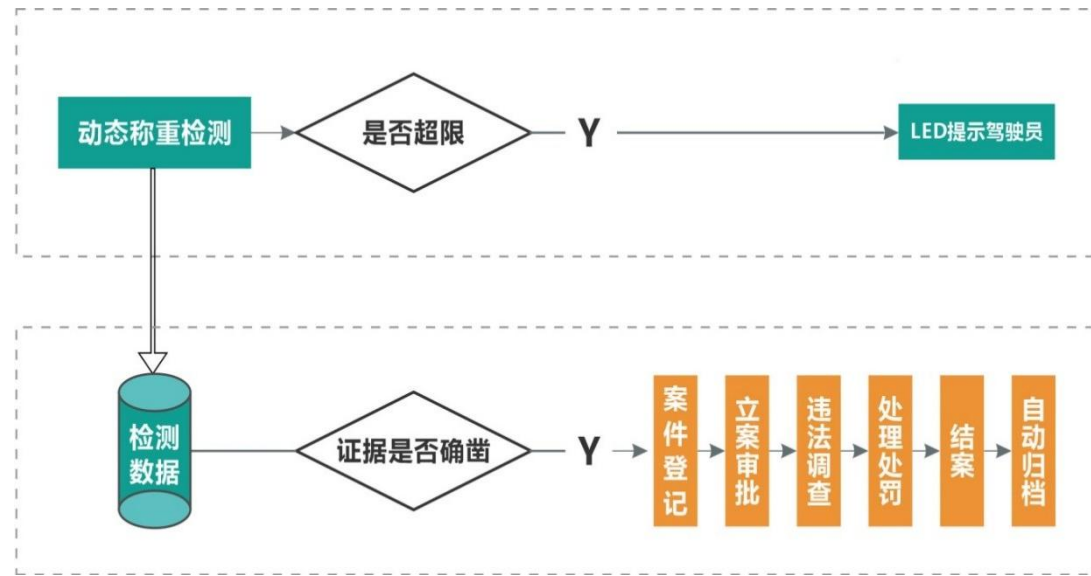 动态称重检测
是否超限
Y
LED提示驾驶员
检测
数据
证据是否确凿
Y
案件登记
立案审批
违法调查
处理处罚
结案
自动归档